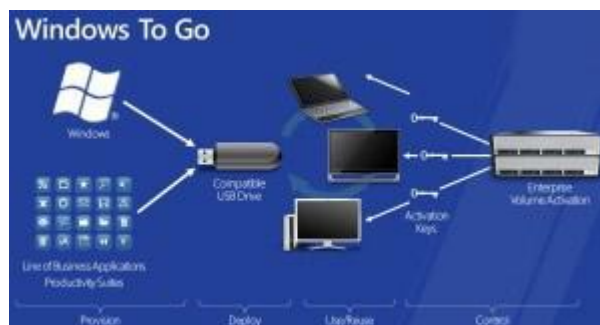 Windows To Go
Windows
Compatible
USB Drive
Enterprise
Volume Activation
Activation
Keys
Line of Business Applications
Productivity Suites
Provision
Deploy
Use/Reuse
Control